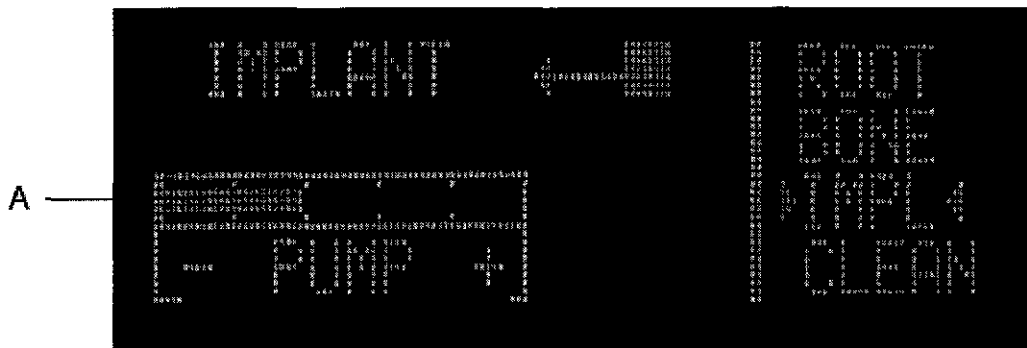 IMPLANT
A
- PUMP +
ROOT
BONE
IMPL
CLEAN